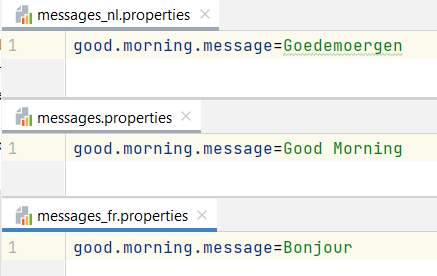 messages_nl.properties
1 good.morning.message=Goedemoergen
messages.properties
1 good.morning.message=Good Morning
messages_fr.properties
1 good.morning.message=Bonjour